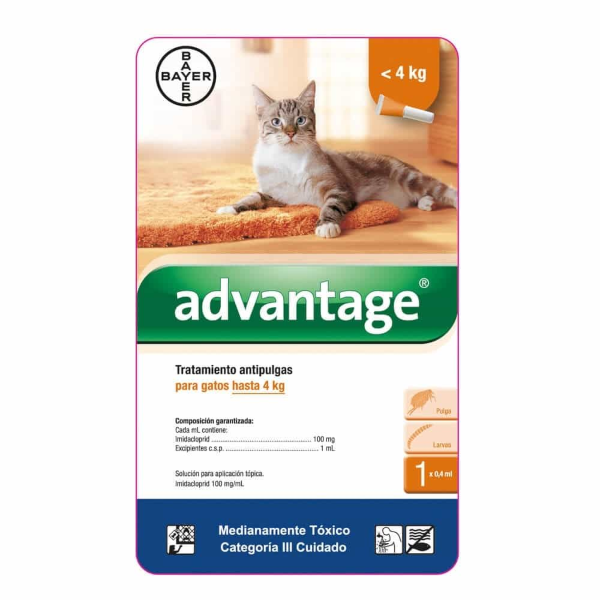 BAYER
BAYER
< 4 kg
advantage®
Tratamiento antipulgas
para gatos hasta 4 kg
Composición garantizada:
Cada mL contiene:
Imidacloprid ................................................ 100 mg
Excipientes c.s.p. ................................................ 1 mL
Solución para aplicación tópica.
Imidacloprid 100 mg/mL
Pulga
Larvas
1 x 0,4 ml
Medianamente Tóxico
Categoría III Cuidado